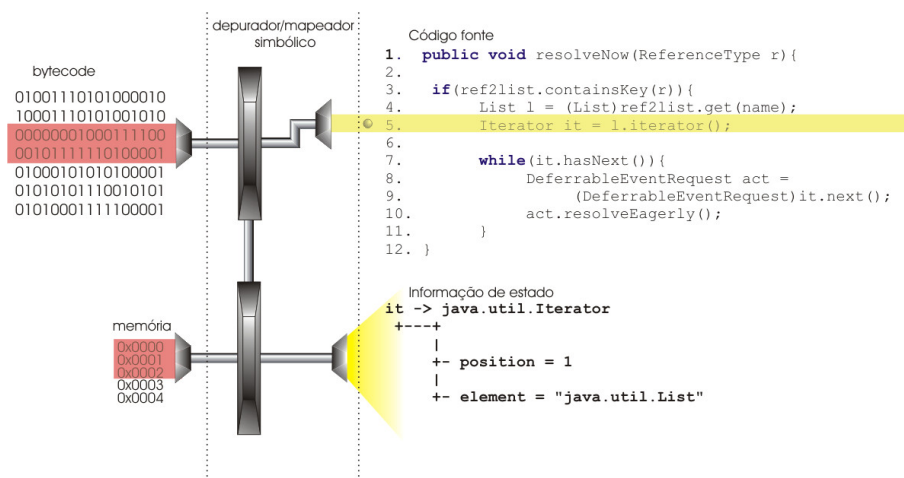 depurador/mapeador
simbólico
bytecode
01001110101000010
10001110101001010
00000001000111100
00101111110100001
01000101010100001
01010101110010101
01010001111100001
Código fonte
1. public void resolveNow(ReferenceType r){
2.
3. if(ref2list.containsKey(r)){
4. List l = (List)ref2list.get(name);
5. Iterator it = l.iterator();
6.
7. while(it.hasNext()){
8. DeferrableEventRequest act =
9. (DeferrableEventRequest)it.next();
10. act.resolveEagerly();
11. }
12. }
memória
0x0000
0x0001
0x0002
0x0003
0x0004
Informação de estado
it -> java.util.Iterator
+---+
|
+- position = 1
|
+- element = "java.util.List"